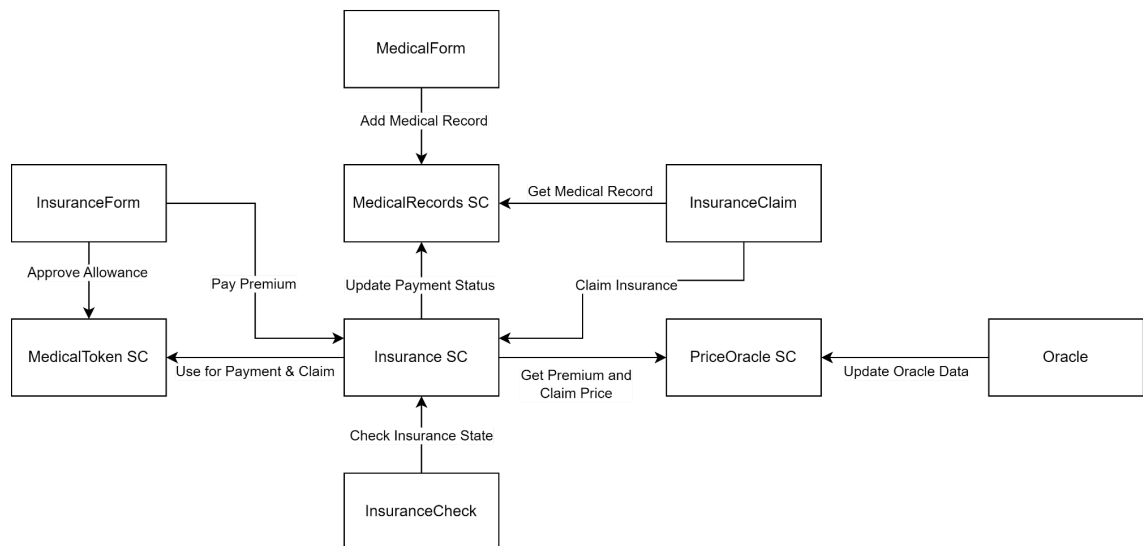 MedicalForm
Add Medical Record
InsuranceForm
MedicalRecords SC
Get Medical Record
InsuranceClaim
Approve Allowance
Pay Premium
Update Payment Status
Claim Insurance
MedicalToken SC
Use for Payment & Claim
Insurance SC
Get Premium and
Claim Price
PriceOracle SC
Update Oracle Data
Oracle
Check Insurance State
InsuranceCheck